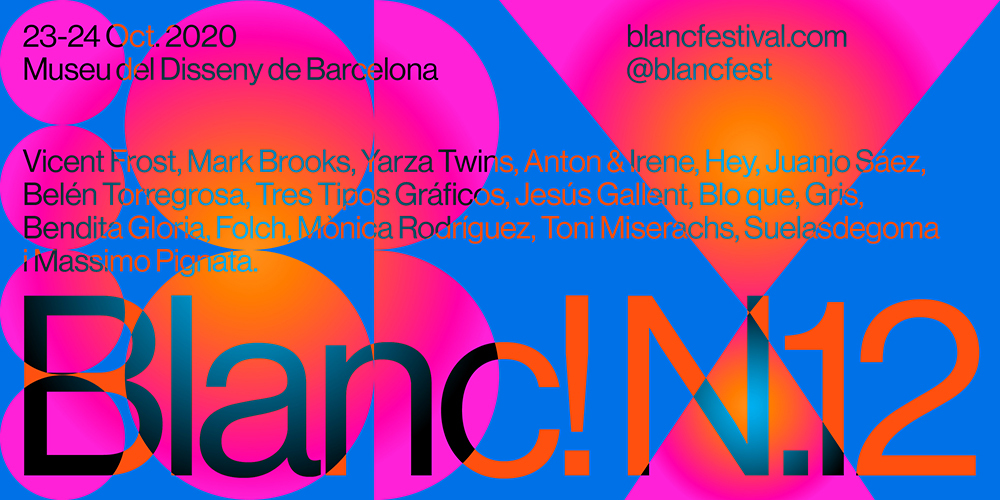 23-24 Oct. 2020
Museu del Disseny de Barcelona
blancfestival.com
@blancfest
Vicent Frost, Mark Brooks, Yarza Twins, Anton & Irene, Hey, Juanjo Sáez,
Belén Torregrosa, Tres Tipos Gráficos, Jesús Gallent, Blo que, Gris,
Bendita Gloria, Folch, Mònica Rodríguez, Toni Miserachs, Suelasdegoma
i Massimo Pignata.
Blanc! N.12